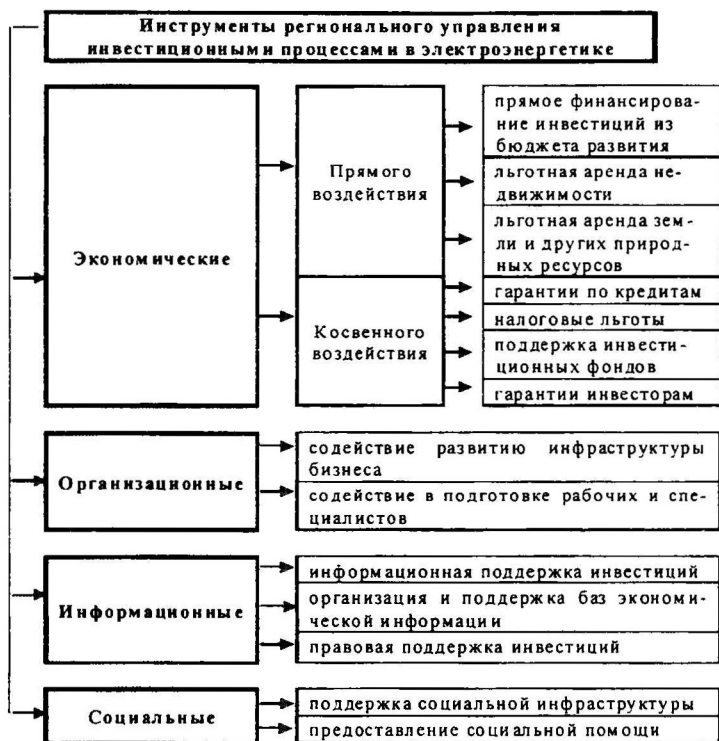 Инструменты регионального управления
инвестиционными процессами в электроэнергетике
Экономические
Прямого
воздействия
прямое финансирова-
ние инвестиций из
бюджета развития
льготная аренда не-
движимости
льготная аренда зем-
ли и других природ-
ных ресурсов
Косвенного
воздействия
гарантии по кредитам
налоговые льготы
поддержка инвести-
ционных фондов
гарантии инвесторам
Организационные
содействие развитию инфраструктуры
бизнеса
содействие в подготовке рабочих и спе-
циалистов
Информационные
информационная поддержка инвестиций
организация и поддержка баз экономи-
ческой информации
правовая поддержка инвестиций
Социальные
поддержка социальной инфраструктуры
предоставление социальной помощи